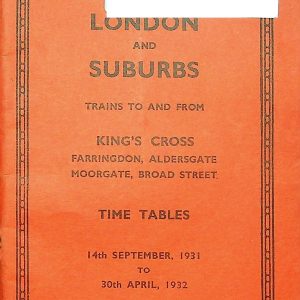 LONDON
AND
SUBURBS
TRAINS TO AND FROM
KING'S CROSS
FARRINGDON, ALDERSGATE
MOORGATE, BROAD STREET
TIME TABLES
14th SEPTEMBER, 1931
TO
30th APRIL, 1932